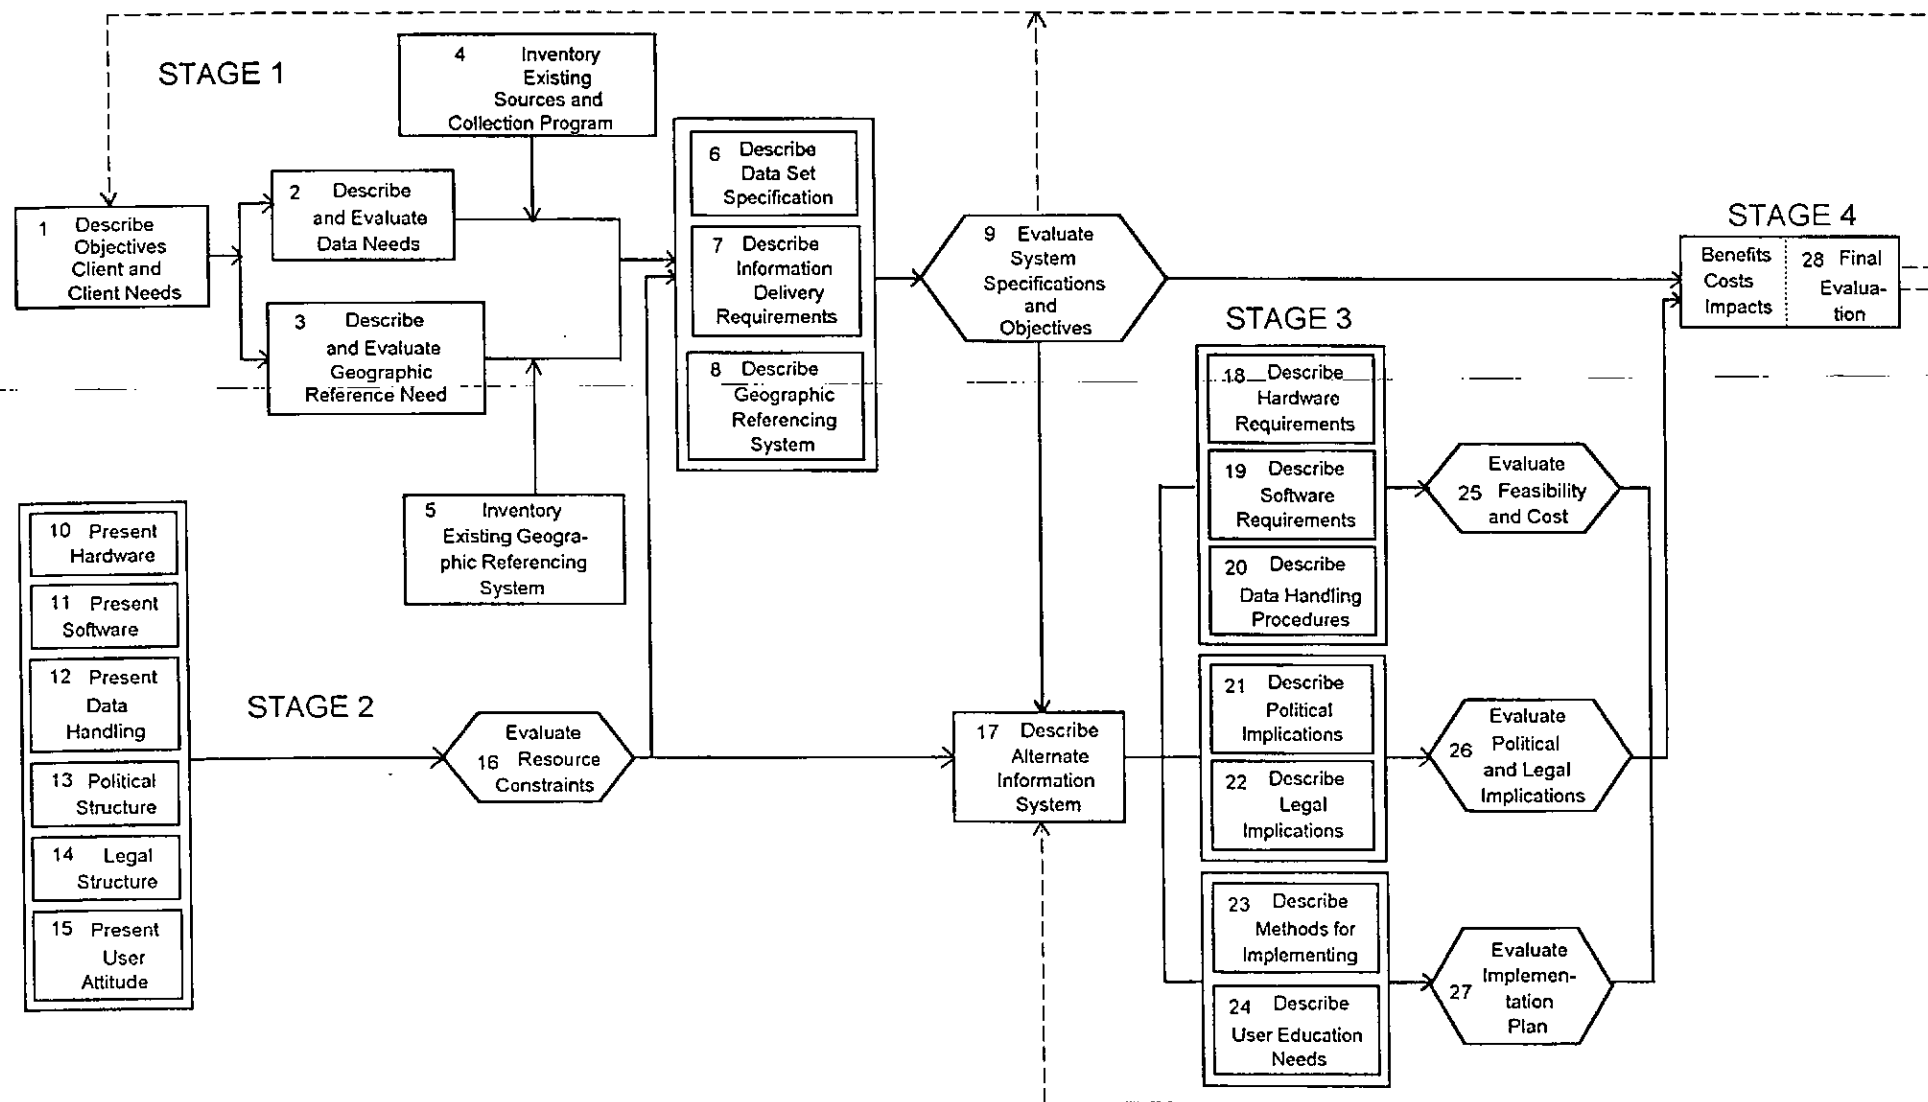 STAGE 1
4 Inventory
Existing
Sources and
Collection Program
1 Describe
Objectives
Client and
Client Needs
2 Describe
and Evaluate
Data Needs
3 Describe
and Evaluate
Geographic
Reference Need
5 Inventory
Existing Geogra-
phic Referencing
System
6 Describe
Data Set
Specification
7 Describe
Information
Delivery
Requirements
8 Describe
Geographic
Referencing
System
9 Evaluate
System
Specifications
and
Objectives
STAGE 2
10 Present
Hardware
11 Present
Software
12 Present
Data
Handling
13 Political
Structure
14 Legal
Structure
15 Present
User
Attitude
Evaluate
16 Resource
Constraints
17 Describe
Alternate
Information
System
STAGE 3
18 Describe
Hardware
Requirements
19 Describe
Software
Requirements
20 Describe
Data Handling
Procedures
21 Describe
Political
Implications
22 Describe
Legal
Implications
23 Describe
Methods for
Implementing
24 Describe
User Education
Needs
Evaluate
25 Feasibility
and Cost
Evaluate
Political
26 and Legal
Implications
Evaluate
Implemen-
27 tation
Plan
STAGE 4
Benefits
Costs
Impacts
28 Final
Evalua-
tion